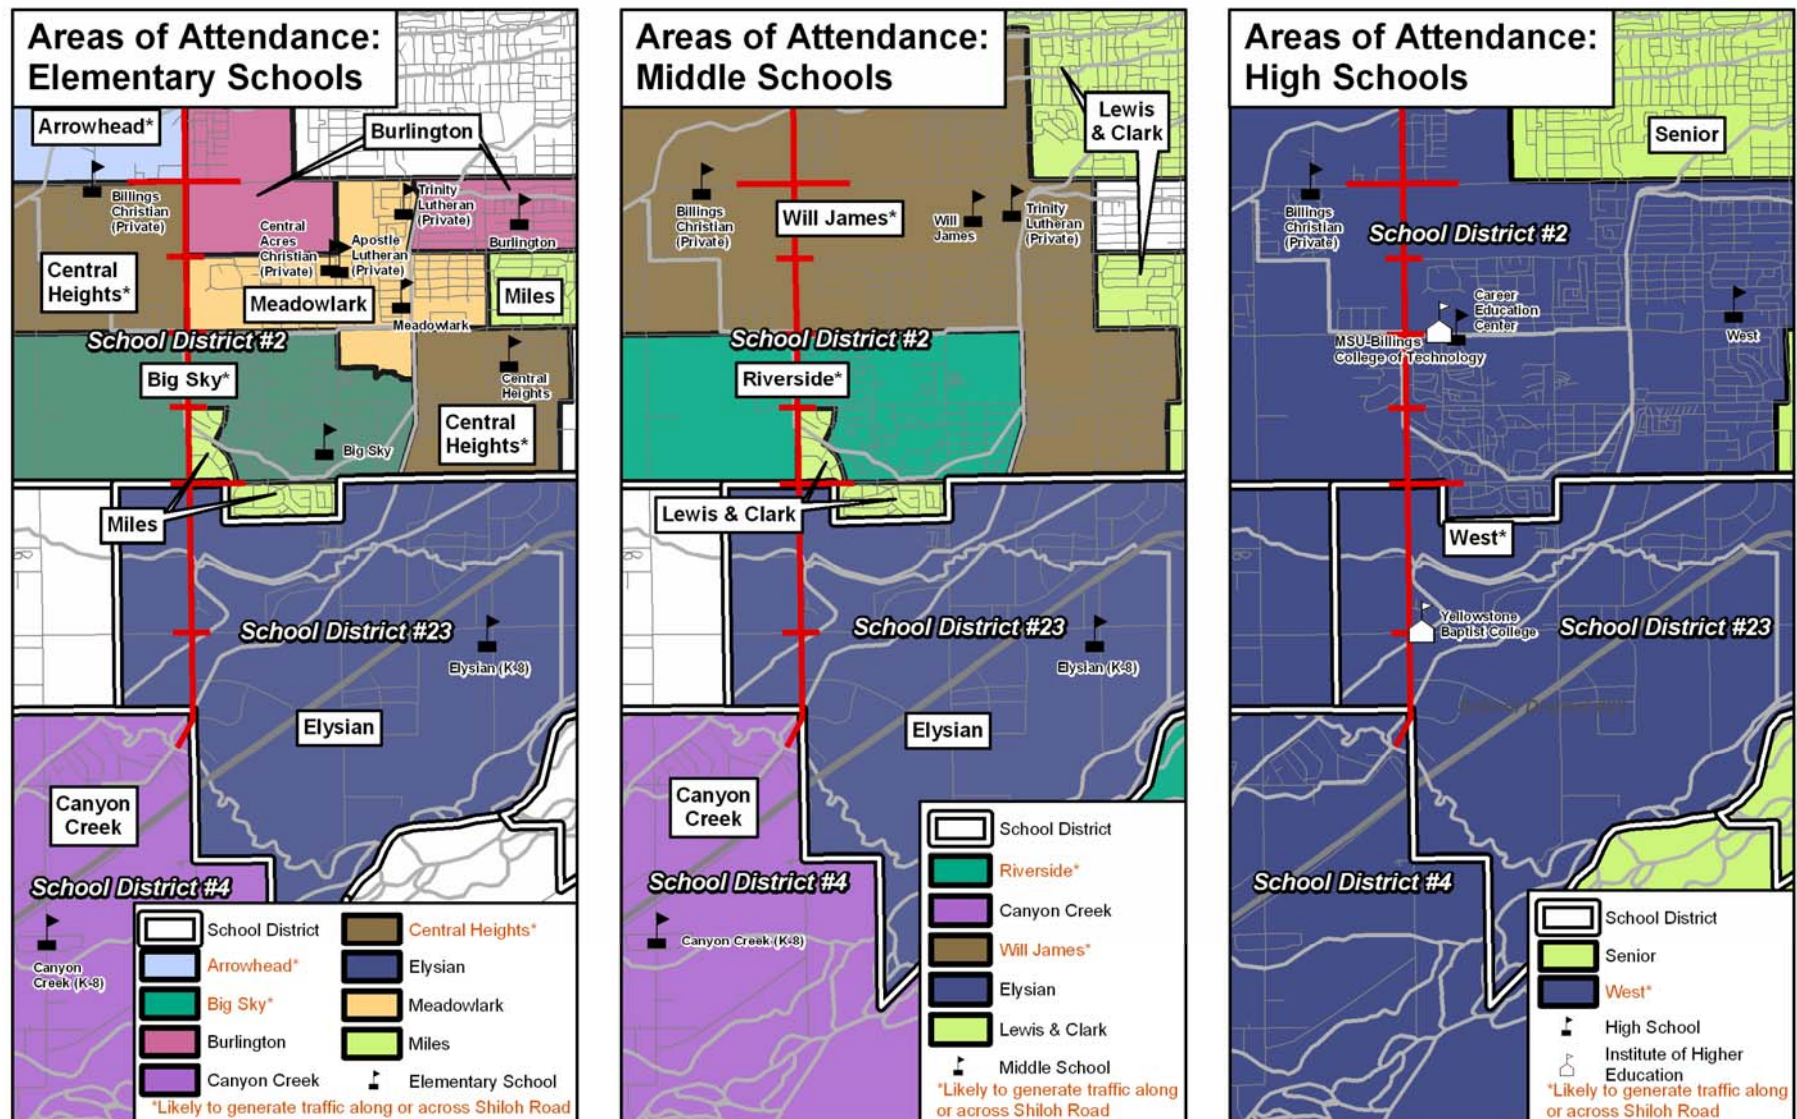 Areas of Attendance:
Elementary Schools
Arrowhead*
Burlington
Billings
Christian
(Private)
Trinity
Lutheran
(Private)
Burlington
Central
Acres
Christian
(Private)
Apostle
Lutheran
(Private)
Central
Heights*
Meadowlark
Miles
Meadowlark
School District #2
Big Sky*
Central
Heights
Central
Heights*
Big Sky
Miles
School District #23
Elysian (K-8)
Elysian
Canyon
Creek
School District #4
Canyon
Creek (K-8)
School District
Arrowhead*
Big Sky*
Burlington
Canyon Creek
Central Heights*
Elysian
Meadowlark
Miles
Elementary School
*Likely to generate traffic along or across Shiloh Road
Areas of Attendance:
Middle Schools
Lewis
& Clark
Billings
Christian
(Private)
Will James*
Will
James
Trinity
Lutheran
(Private)
School District #2
Riverside*
Lewis & Clark
School District #23
Elysian (K-8)
Elysian
Canyon
Creek
School District #4
Canyon Creek (K-8)
School District
Riverside*
Canyon Creek
Will James*
Elysian
Lewis & Clark
Middle School
*Likely to generate traffic along
or across Shiloh Road
Areas of Attendance:
High Schools
Senior
Billings
Christian
(Private)
School District #2
Career
Education
Center
MSU-Billings
College of Technology
West
West*
Yellowstone
Baptist College
School District #23
School District #4
School District
Senior
West*
High School
Institute of Higher
Education
*Likely to generate traffic along
or across Shiloh Road